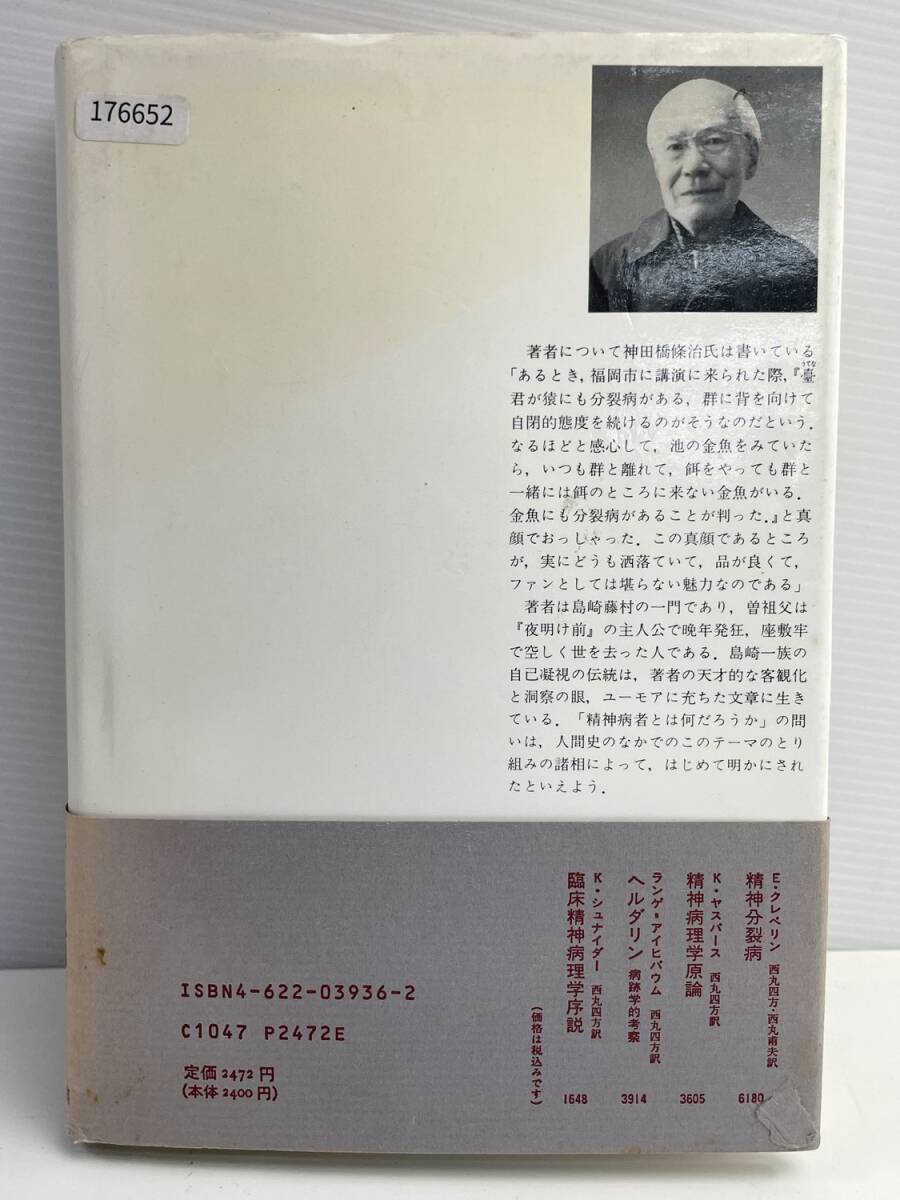 176652
著者について神田橋條治氏は書いている
うてな
「あるとき，福岡市に講演に来られた際，『臺
君が猿にも分裂病がある，群に背を向けて
自閉的態度を続けるのがそうなのだという．
なるほどと感心して，池の金魚をみていた
ら，いつも群と離れて，餌をやっても群と
一緒には餌のところに来ない金魚がいる．
金魚にも分裂病があることが判った．』と真
顔でおっしゃった．この真顔であるところ
が，実にどうも洒落ていて，品が良くて，
ファンとしては堪らない魅力なのである」
著者は島崎藤村の一門であり，曽祖父は
『夜明け前』の主人公で晩年発狂，座敷牢
で空しく世を去った人である．島崎一族の
自己凝視の伝統は，著者の天才的な客観化
と洞察の眼，ユーモアに充ちた文章に生き
ている．「精神病者とは何だろうか」の問
いは，人間史のなかでのこのテーマのとり
組みの諸相によって，はじめて明かにされ
たといえよう．
E・クレペリン 西丸四方・西丸甫夫訳
精神分裂病 6180
K・ヤスパース 西丸四方訳
精神病理学原論 3605
ランゲ＝アイヒバウム 西丸四方訳
ヘルダリン 病跡学的考察 3914
K・シュナイダー 西丸四方訳
臨床精神病理学序説 1648
(価格は税込みです)
ISBN4-622-03936-2
C1047 P2472E
定価2472円
(本体2400円)